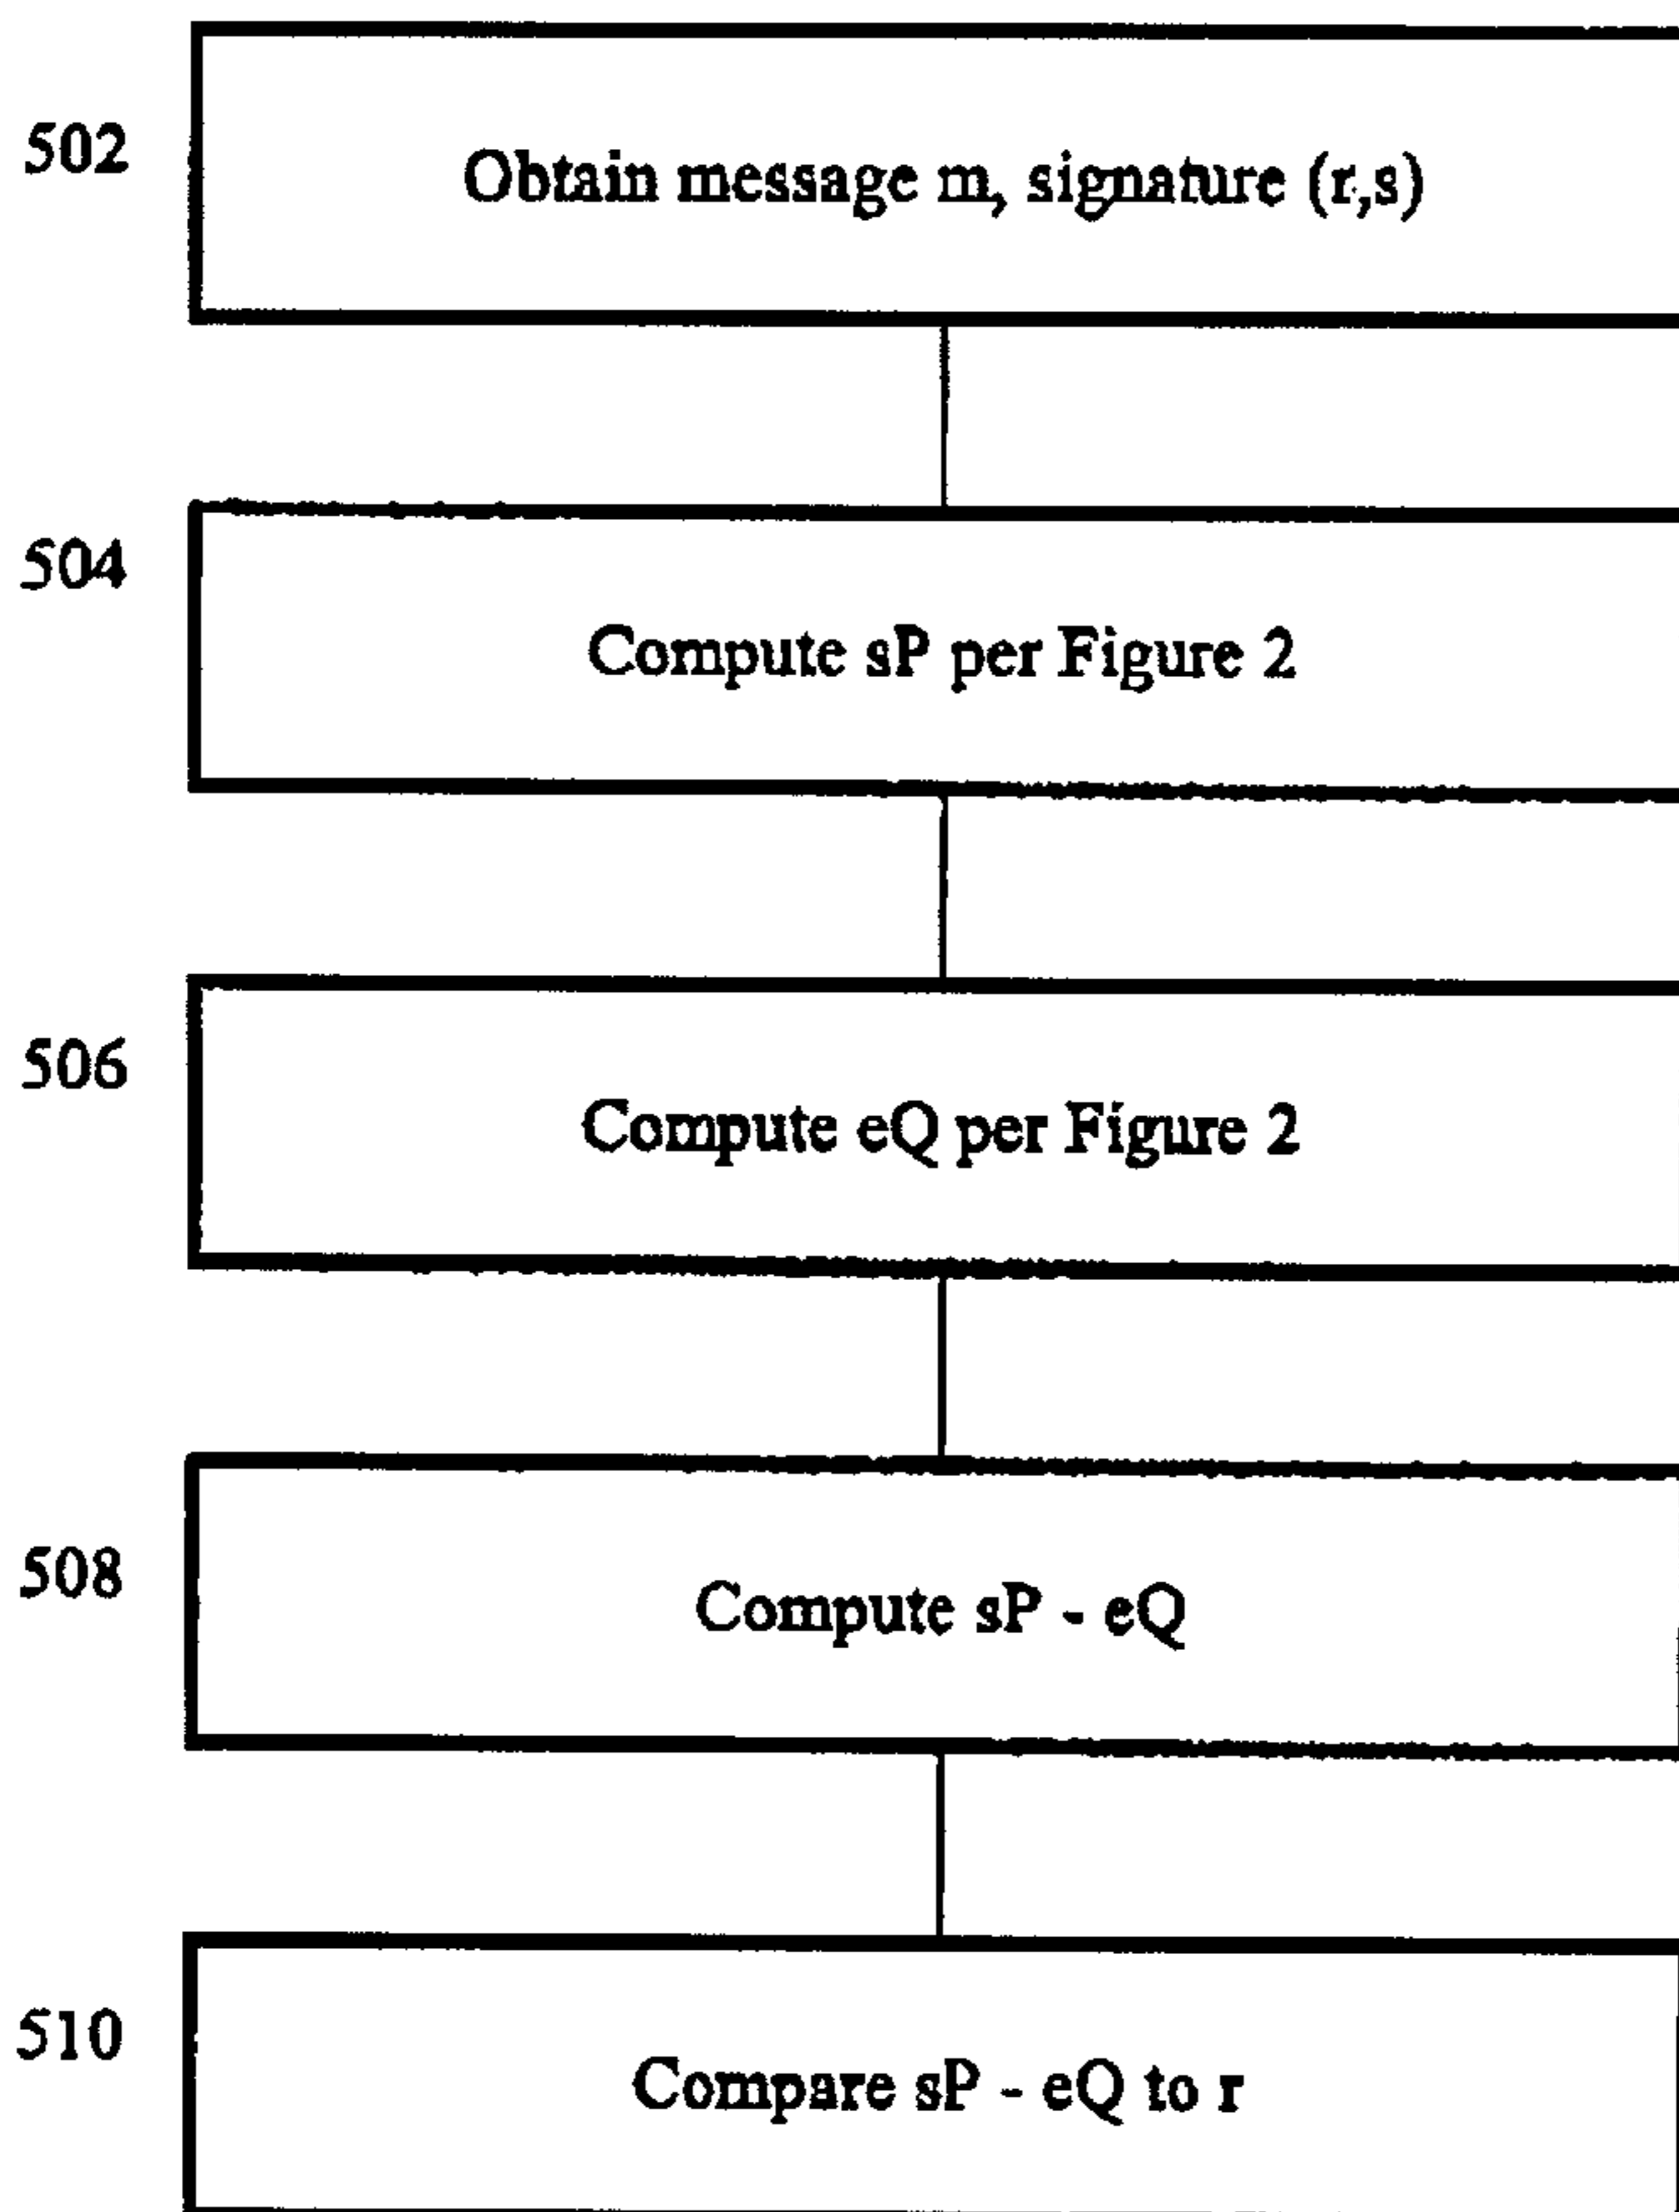 502
Obtain message m, signature (r,s)
504
Compute sP per Figure 2
506
Compute eQ per Figure 2
508
Compute sP - eQ
510
Compare sP - eQ to r